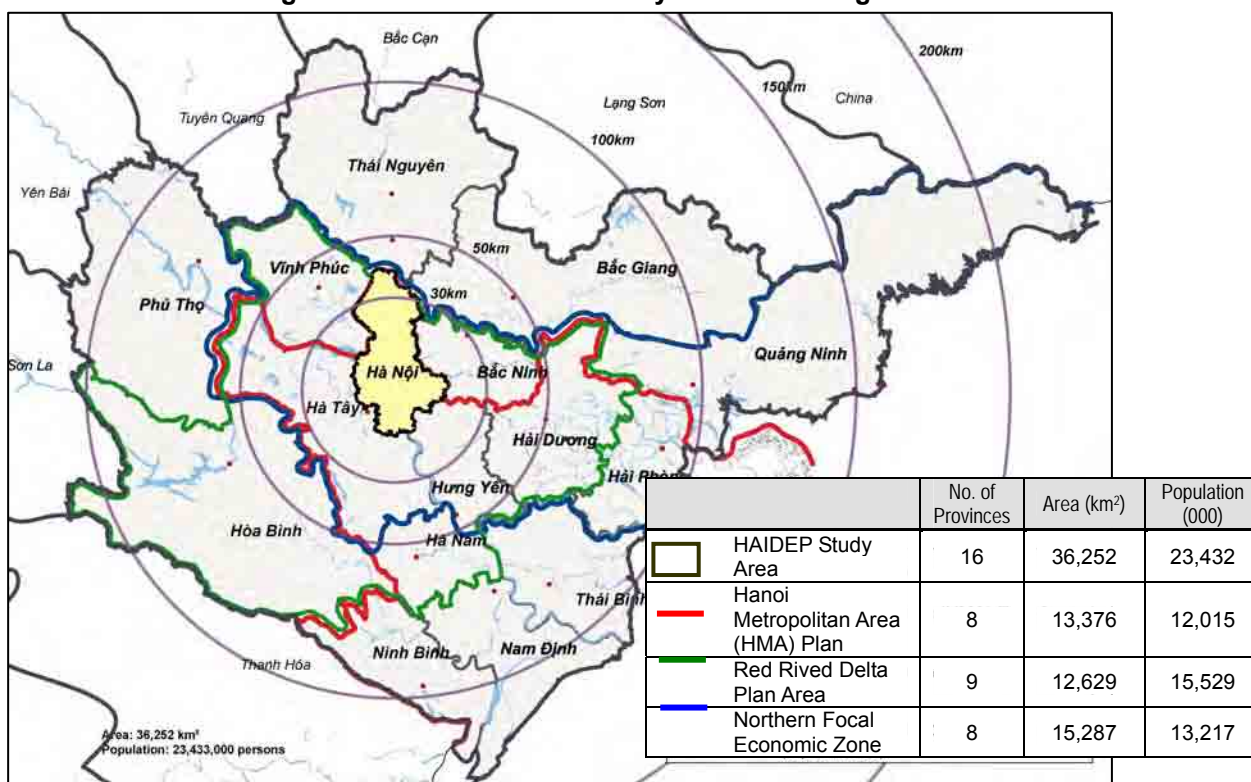 Bắc Cạn
200km
150km
China
Lạng Sơn
Tuyên Quang
100km
Thái Nguyên
Yên Bái
50km
Vĩnh Phúc
Bắc Giang
Phú Thọ
30km
Quảng Ninh
Sơn La
Hà Nội
Bắc Ninh
Hà Tây
Hải Dương
Hải Phòn
Hưng Yên
Hòa Bình
Hà Nam
Thái Bìn
Ninh Bình
Nam Định
Thanh Hóa
Area: 36,252 km²
Population: 23,433,000 persons
No. of Provinces Area (km²) Population (000)
HAIDEP Study Area 16 36,252 23,432
Hanoi Metropolitan Area (HMA) Plan 8 13,376 12,015
Red Rived Delta Plan Area 9 12,629 15,529
Northern Focal Economic Zone 8 15,287 13,217